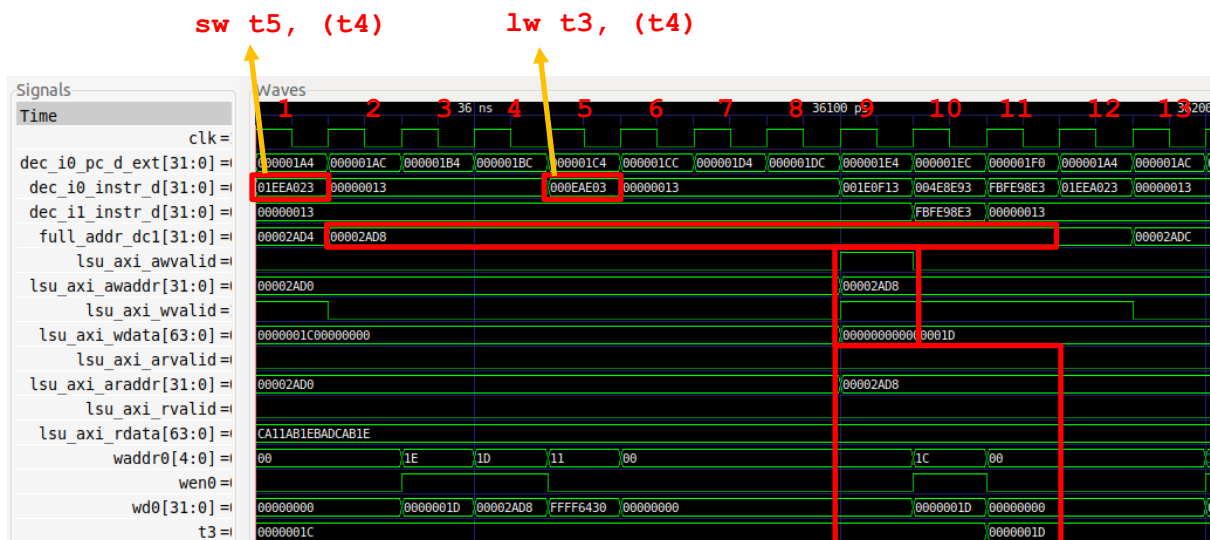 sw t5, (t4) lw t3, (t4)
Signals Waves
Time 1 2 3 36 ns 4 5 6 7 8 36100 ps 9 10 11 12 13 36200
clk=
dec_i0_pc_d_ext[31:0] = 000001A4 000001AC 000001B4 000001BC 000001C4 000001CC 000001D4 000001DC 000001E4 000001EC 000001F0 000001A4 000001AC
dec_i0_instr_d[31:0] = 01EEA023 00000013 000EAE03 00000013 001E0F13 004E8E93 FBFE98E3 01EEA023 00000013
dec_i1_instr_d[31:0] = 00000013 FBFE98E3 00000013
full_addr_dc1[31:0] = 00002AD4 00002AD8 00002ADC
lsu_axi_awvalid =
lsu_axi_awaddr[31:0] = 00002AD0 00002AD8
lsu_axi_wvalid =
lsu_axi_wdata[63:0] = 0000001C00000000 000000000000001D
lsu_axi_arvalid =
lsu_axi_araddr[31:0] = 00002AD0 00002AD8
lsu_axi_rvalid =
lsu_axi_rdata[63:0] = CA11AB1EBADCAB1E
waddr0[4:0] = 00 1E 1D 11 00 1C 00
wen0 =
wd0[31:0] = 00000000 0000001D 00002AD8 FFFF6430 00000000 0000001D 00000000
t3 = 0000001C 0000001D